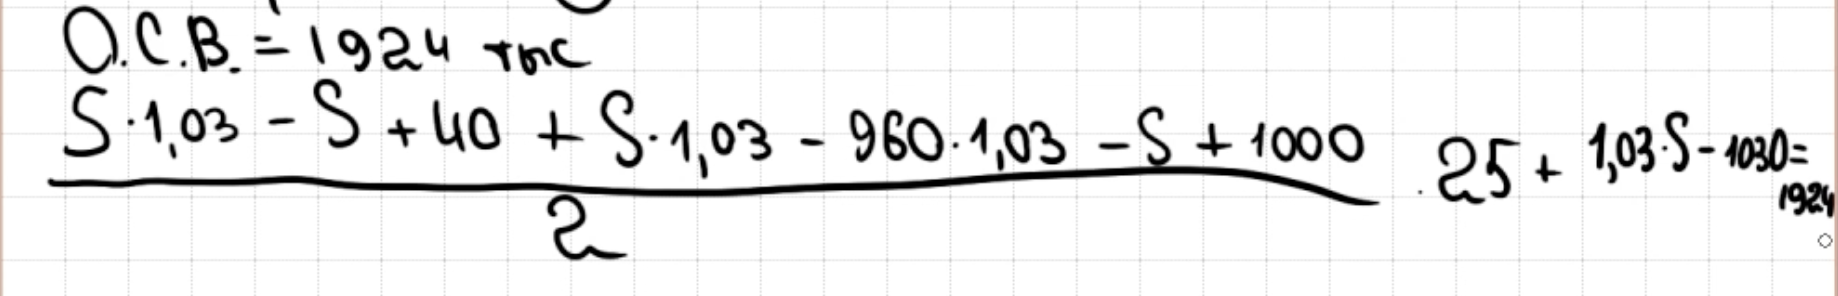 О.С.В. = 1924 тыс
(S·1,03 - S + 40 + S·1,03 - 960·1,03 - S + 1000) / 2 · 25 + 1,03·S - 1030 = 1924